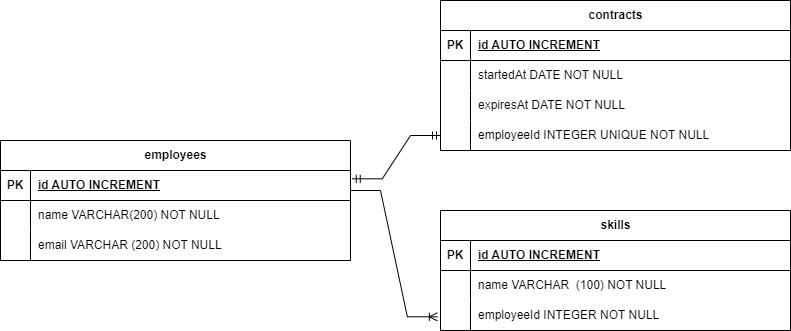 contracts
PK id AUTO INCREMENT
startedAt DATE NOT NULL
expiresAt DATE NOT NULL
employeeId INTEGER UNIQUE NOT NULL
employees
PK id AUTO INCREMENT
name VARCHAR(200) NOT NULL
email VARCHAR (200) NOT NULL
skills
PK id AUTO INCREMENT
name VARCHAR  (100) NOT NULL
employeeId INTEGER NOT NULL